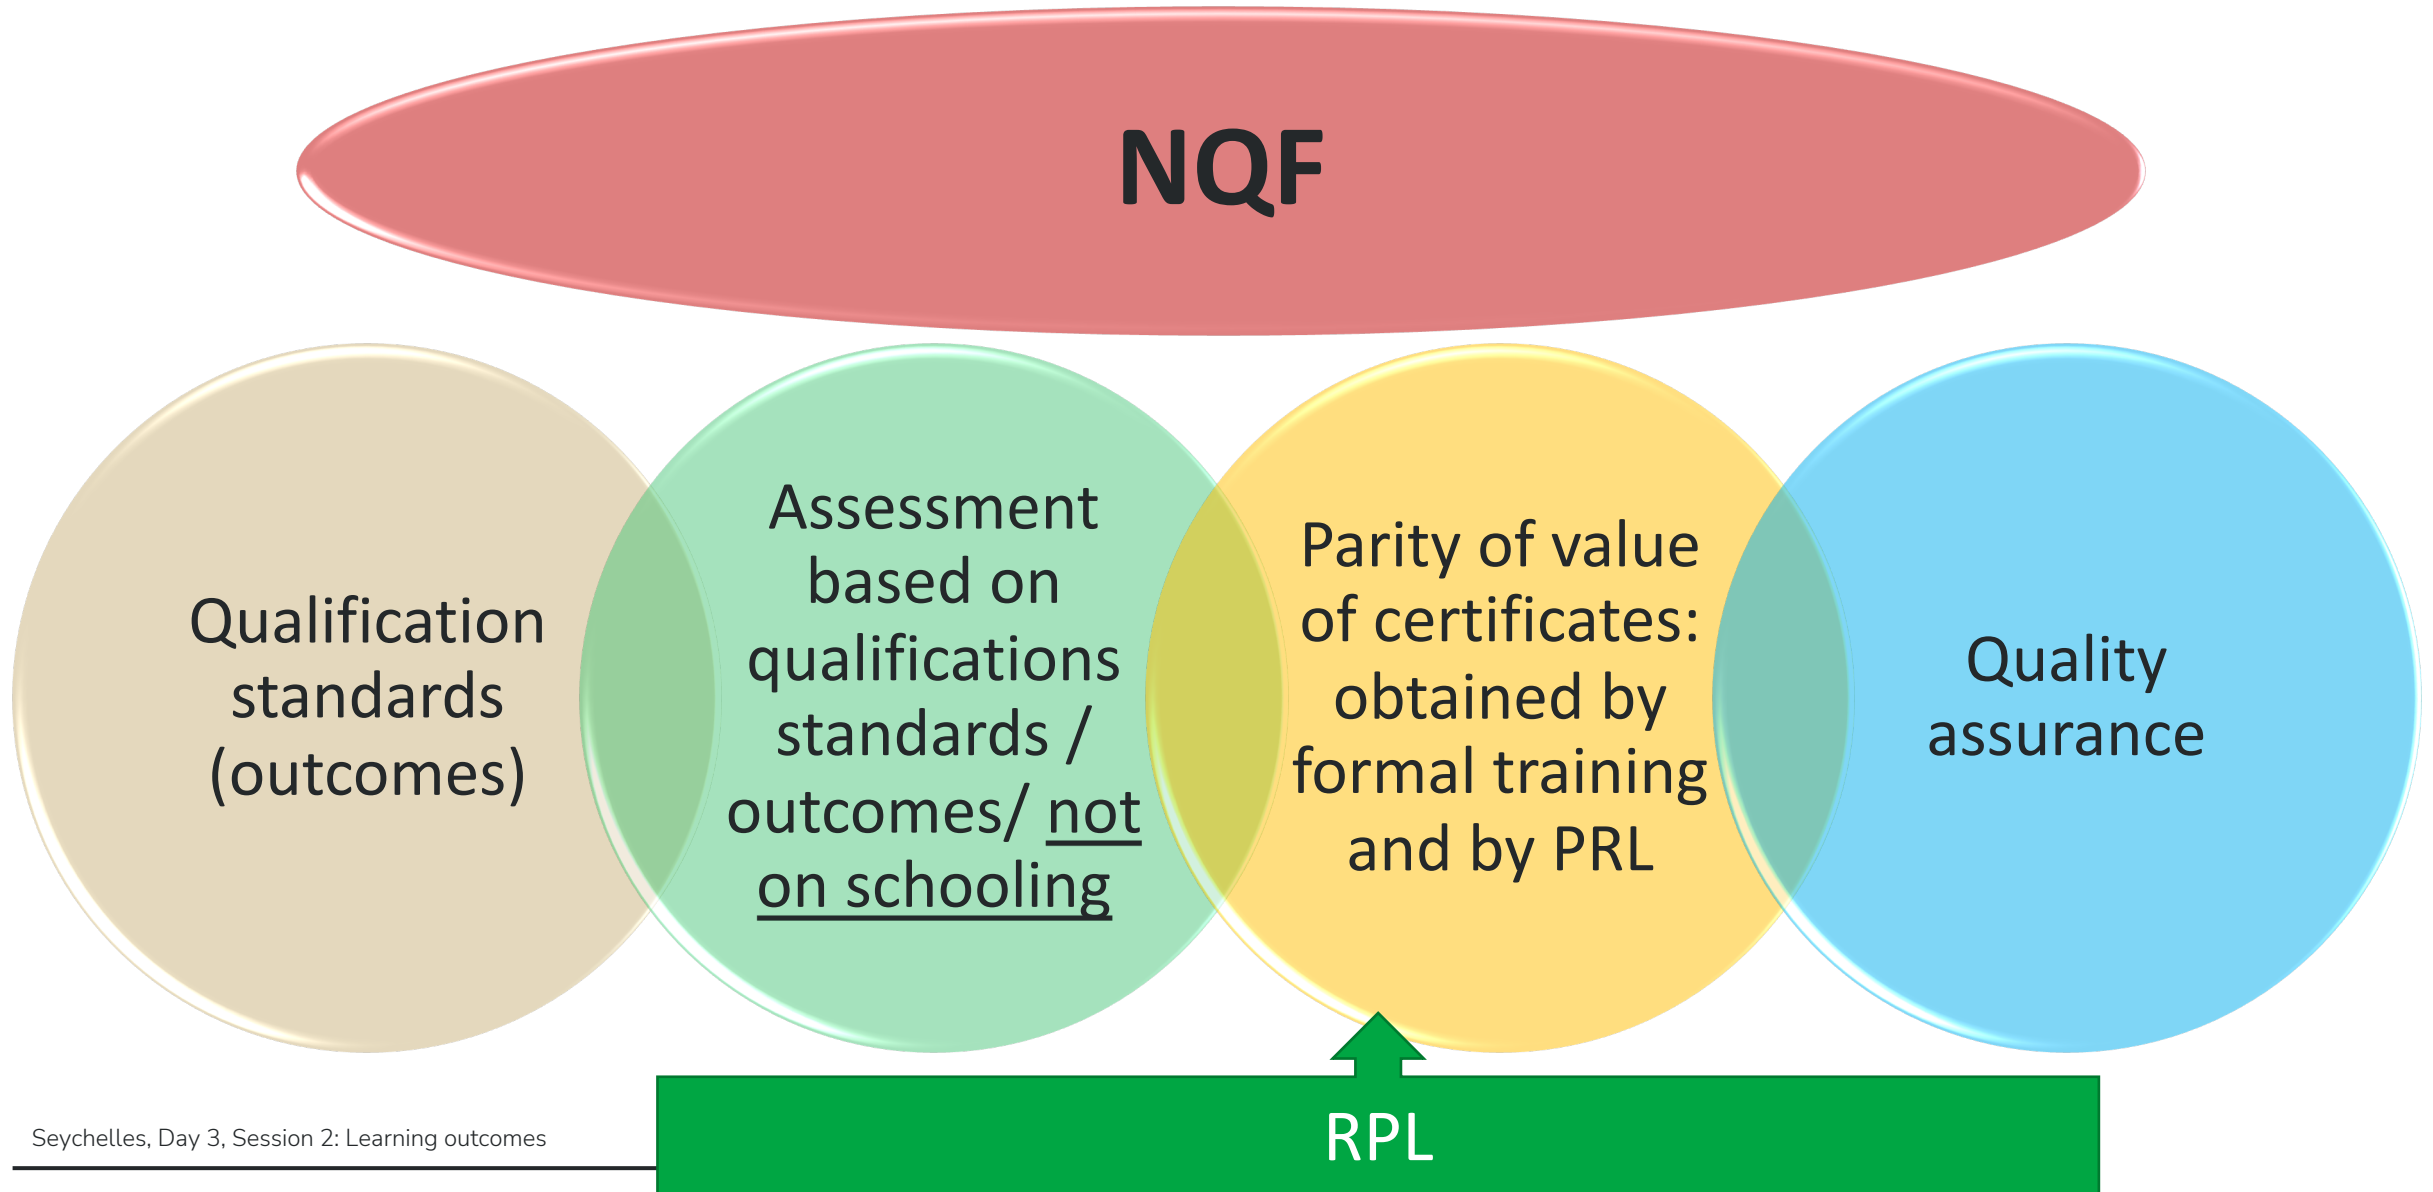 NQF
Qualification
standards
(outcomes)
Assessment
based on
qualifications
standards /
outcomes/ not
on schooling
Parity of value
of certificates:
obtained by
formal training
and by PRL
Quality
assurance
RPL
Seychelles, Day 3, Session 2: Learning outcomes